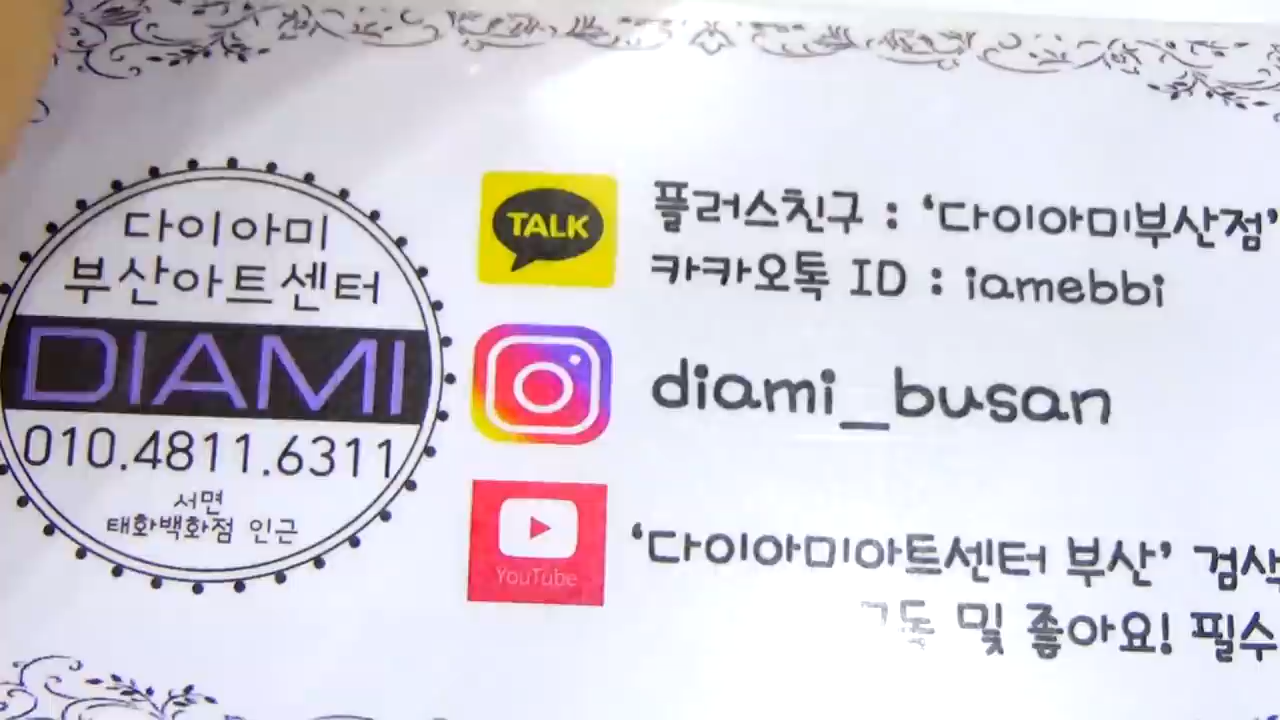 다이아미
부산아트센터
DIAMI
010.4811.6311
서면
태화백화점 인근
TALK
플러스친구 : ‘다이아미부산점’
카카오톡 ID : iamebbi
diami_busan
YouTube
‘다이아미아트센터 부산’ 검색
및 좋아요! 필수